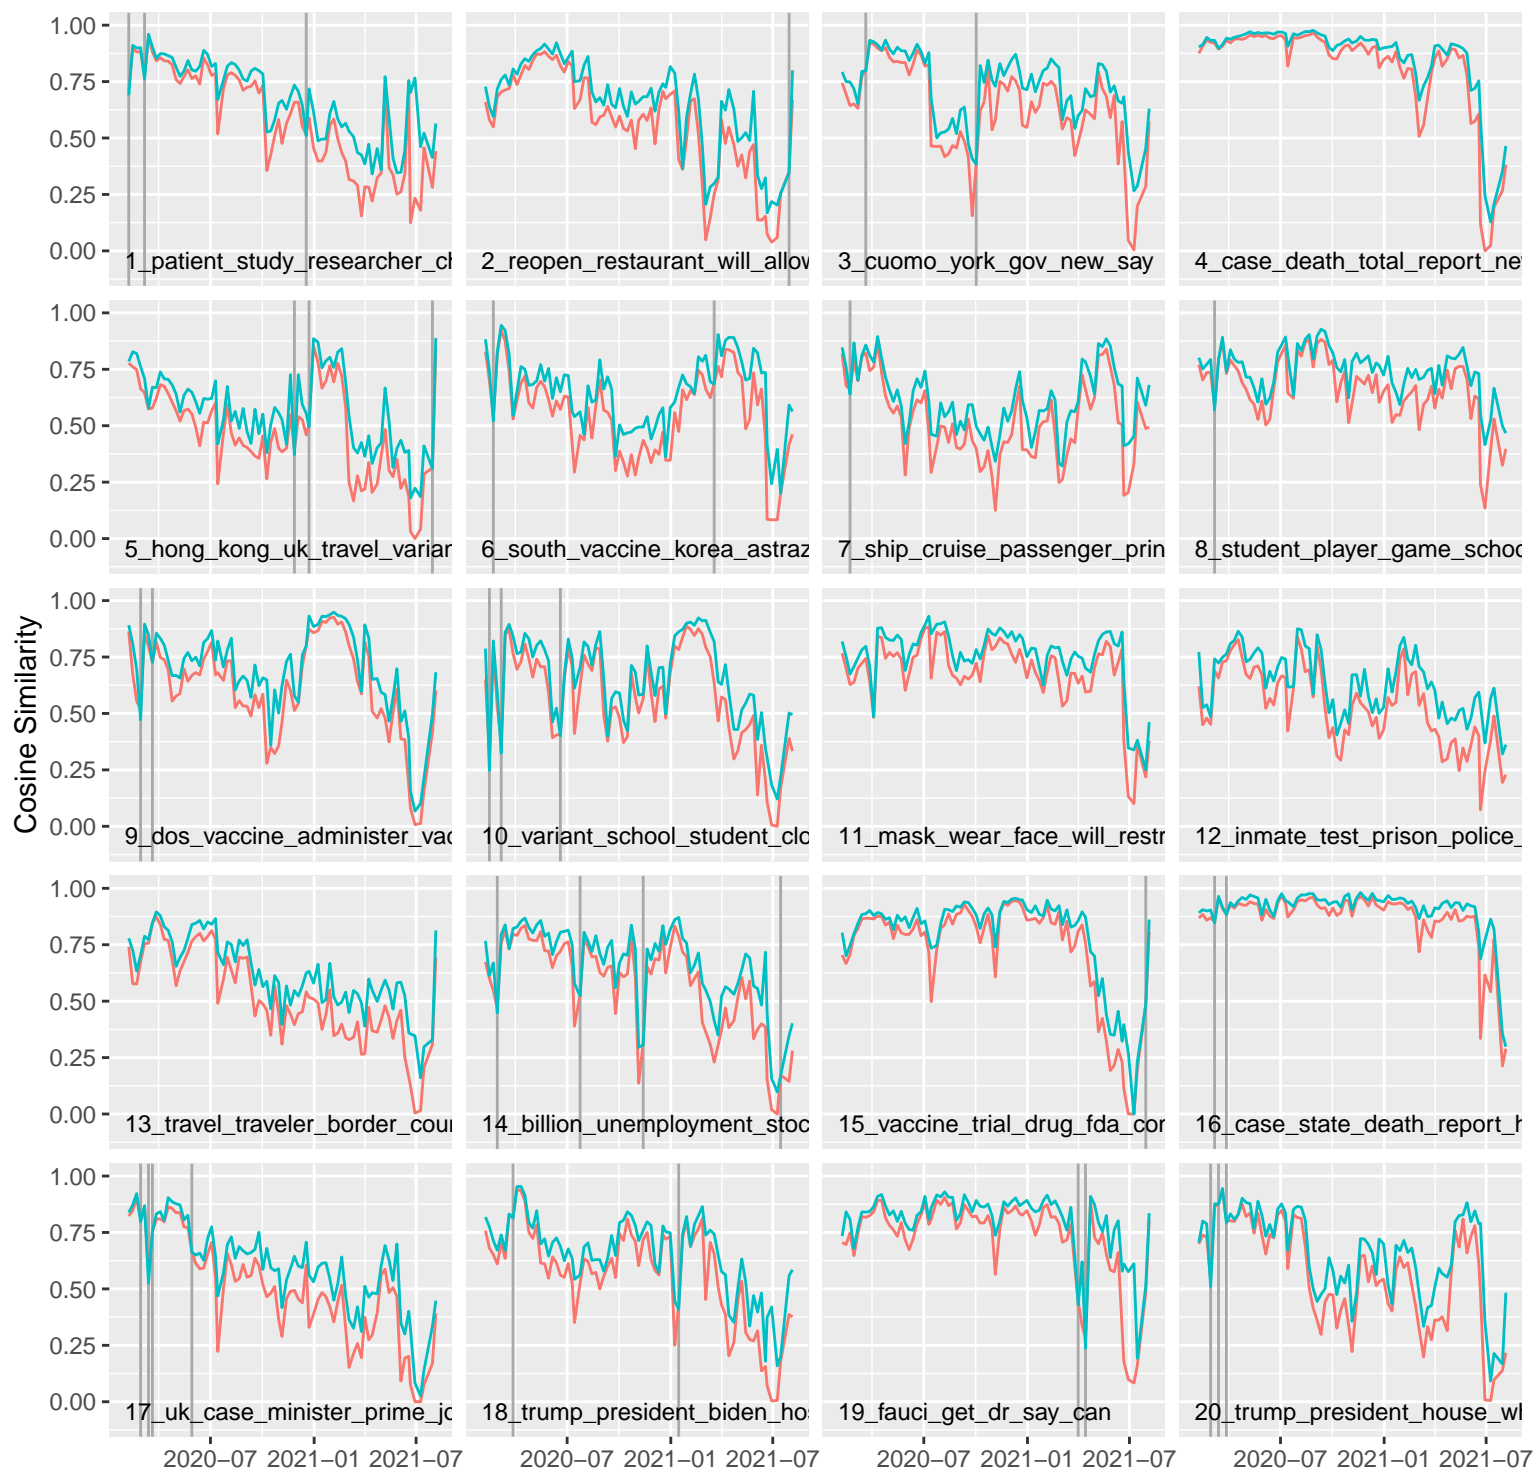 1.00
0.75
0.50
0.25
0.00
1_patient_study_researcher_ch
2_reopen_restaurant_will_allow
3_cuomo_york_gov_new_say
4_case_death_total_report_new
1.00
0.75
0.50
0.25
0.00
5_hong_kong_uk_travel_varian
6_south_vaccine_korea_astraz
7_ship_cruise_passenger_prin
8_student_player_game_schoo
Cosine Similarity
1.00
0.75
0.50
0.25
0.00
9_dos_vaccine_administer_vac
10_variant_school_student_clo
11_mask_wear_face_will_restr
12_inmate_test_prison_police_
1.00
0.75
0.50
0.25
0.00
13_travel_traveler_border_coun
14_billion_unemployment_stoc
15_vaccine_trial_drug_fda_cor
16_case_state_death_report_h
1.00
0.75
0.50
0.25
0.00
17_uk_case_minister_prime_jo
18_trump_president_biden_hos
19_fauci_get_dr_say_can
20_trump_president_house_wh
2020−07 2021−01 2021−07
2020−07 2021−01 2021−07
2020−07 2021−01 2021−07
2020−07 2021−01 2021−07